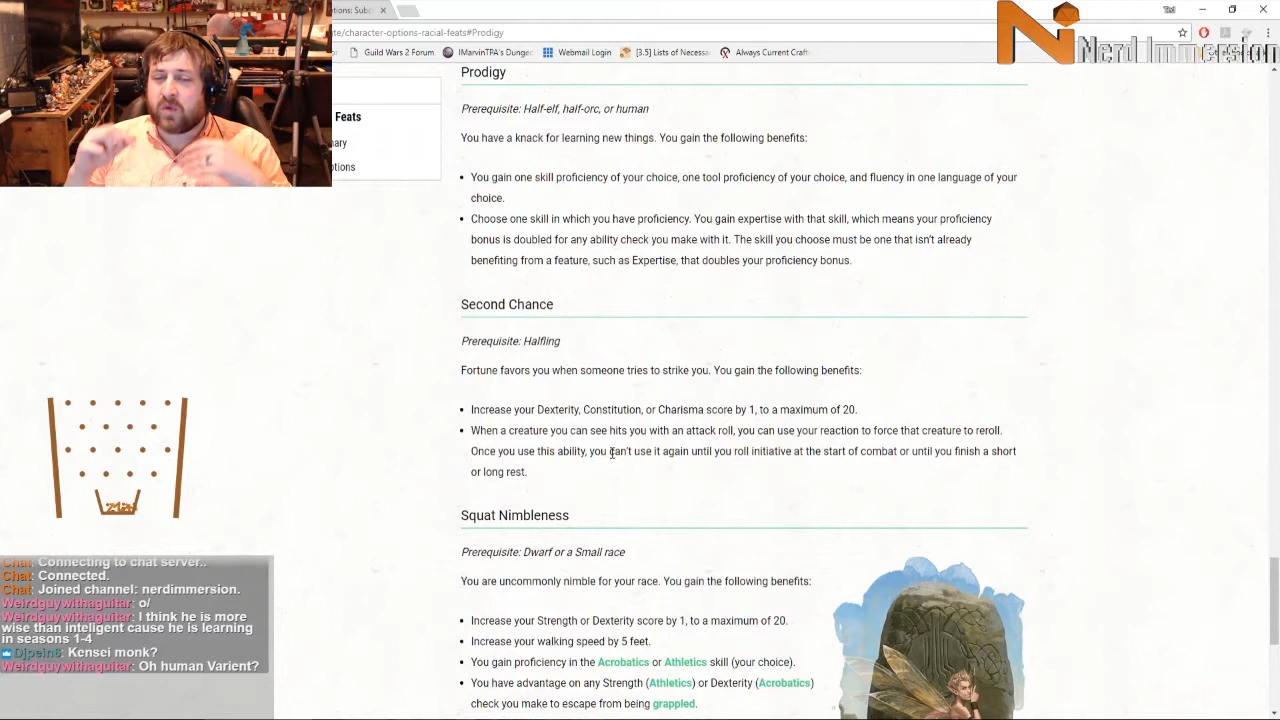 te/character-options-racial-feats#Prodigy
Guild Wars 2 Forum
IMarvinTPA's Dunge
Webmail Login
[3.5] Lists of Necess
Always Current Craft
Nerd Immersion
Feats
Prodigy
Prerequisite: Half-elf, half-orc, or human
You have a knack for learning new things. You gain the following benefits:
• You gain one skill proficiency of your choice, one tool proficiency of your choice, and fluency in one language of your
choice.
• Choose one skill in which you have proficiency. You gain expertise with that skill, which means your proficiency
bonus is doubled for any ability check you make with it. The skill you choose must be one that isn't already
benefiting from a feature, such as Expertise, that doubles your proficiency bonus.
Second Chance
Prerequisite: Halfling
Fortune favors you when someone tries to strike you. You gain the following benefits:
• Increase your Dexterity, Constitution, or Charisma score by 1, to a maximum of 20.
• When a creature you can see hits you with an attack roll, you can use your reaction to force that creature to reroll.
Once you use this ability, you can't use it again until you roll initiative at the start of combat or until you finish a short
or long rest.
Squat Nimbleness
Prerequisite: Dwarf or a Small race
You are uncommonly nimble for your race. You gain the following benefits:
• Increase your Strength or Dexterity score by 1, to a maximum of 20.
• Increase your walking speed by 5 feet.
• You gain proficiency in the Acrobatics or Athletics skill (your choice).
• You have advantage on any Strength (Athletics) or Dexterity (Acrobatics)
check you make to escape from being grappled.
Chat: Connecting to chat server..
Chat: Connected.
Chat: Joined channel: nerdimmersion.
Weirdguywithaguitar: o/
Weirdguywithaguitar: I think he is more
wise than inteligent cause he is learning
in seasons 1-4
Djpein6: Kensei monk?
Weirdguywithaguitar: Oh human Varient?